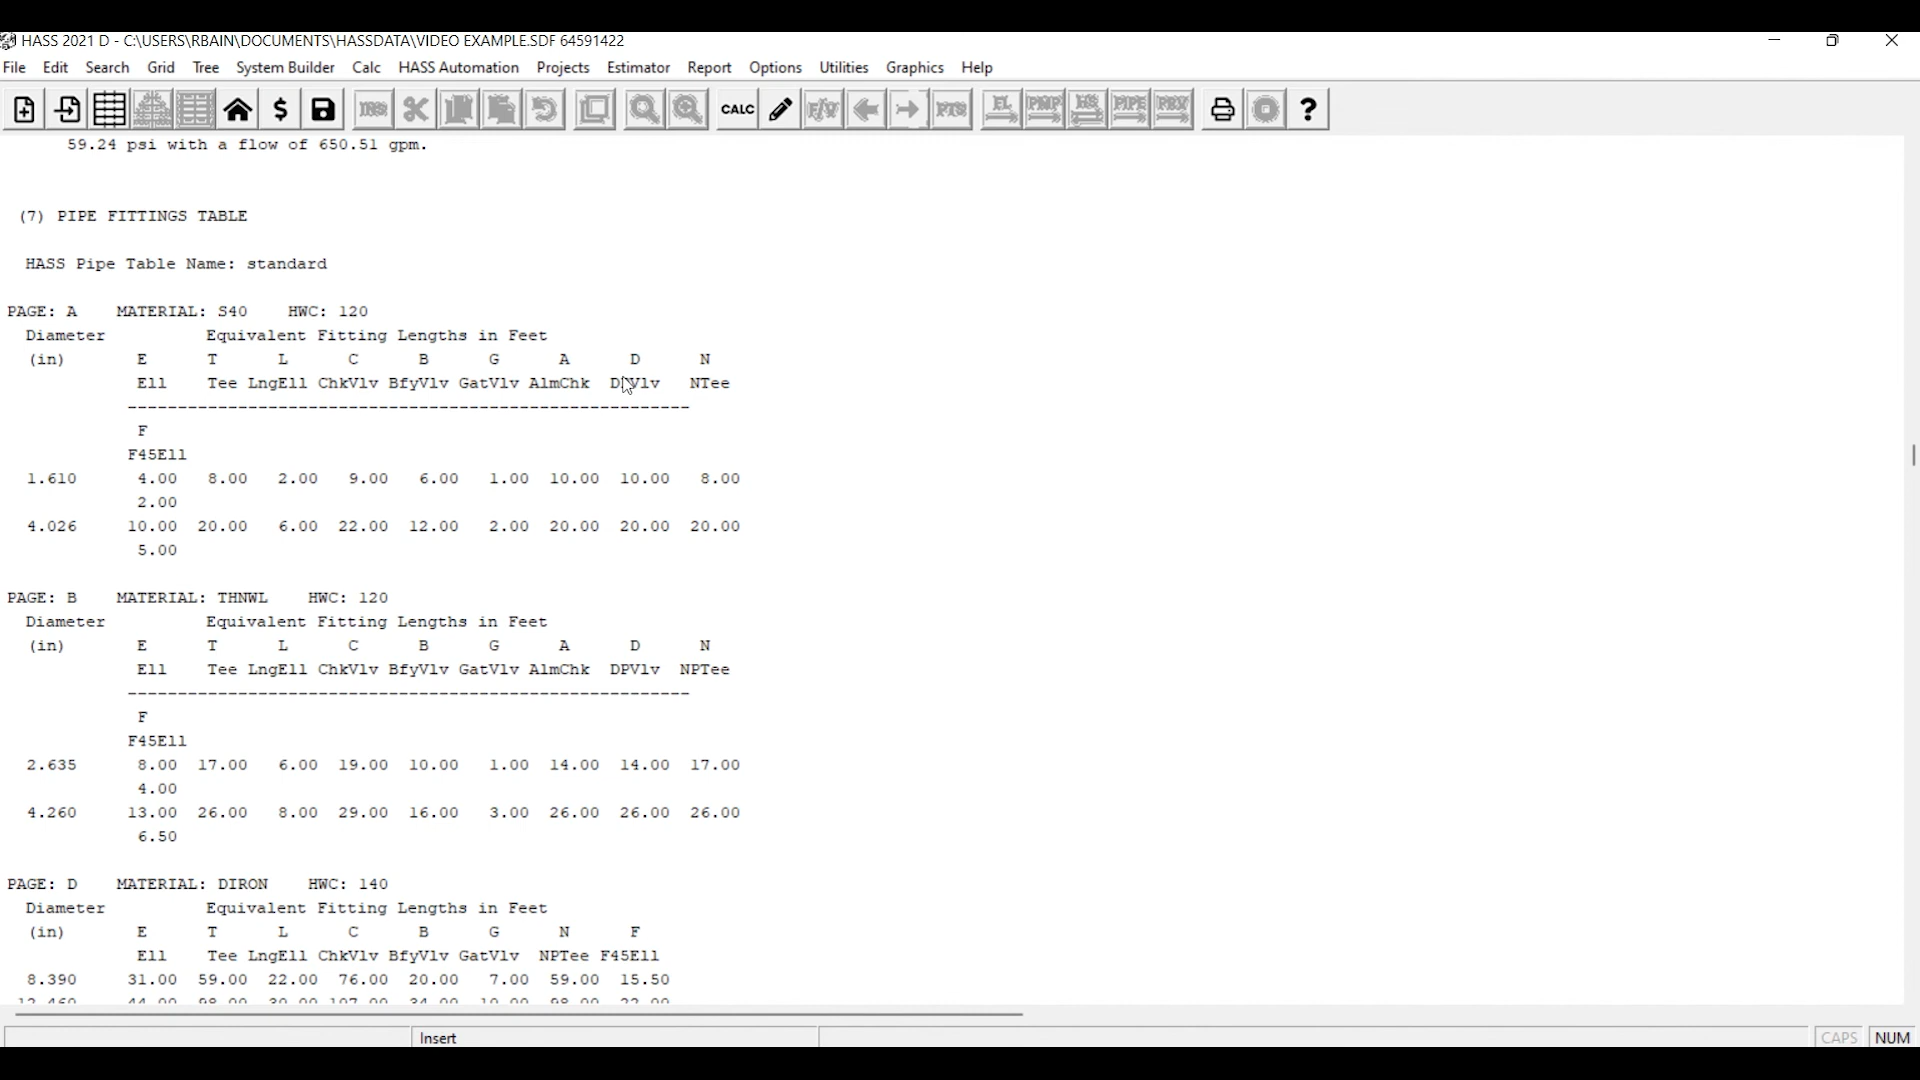 HASS 2021 D - C:\USERS\RBAIN\DOCUMENTS\HASSDATA\VIDEO EXAMPLE.SDF 64591422
File Edit Search Grid Tree System Builder Calc HASS Automation Projects Estimator Report Options Utilities Graphics Help
$ INS CALC F/V PTS EL PMP HS PIPE PRV ?
59.24 psi with a flow of 650.51 gpm.
(7) PIPE FITTINGS TABLE
HASS Pipe Table Name: standard
PAGE: A MATERIAL: S40 HWC: 120
Diameter Equivalent Fitting Lengths in Feet
(in) E T L C B G A D N
Ell Tee LngEll ChkVlv BfyVlv GatVlv AlmChk NTee
----------------------------------------------------------
F
F45Ell
1.610 4.00 8.00 2.00 9.00 6.00 1.00 10.00 10.00 8.00
2.00
4.026 10.00 20.00 6.00 22.00 12.00 2.00 20.00 20.00 20.00
5.00
PAGE: B MATERIAL: THNWL HWC: 120
Diameter Equivalent Fitting Lengths in Feet
(in) E T L C B G A D N
Ell Tee LngEll ChkVlv BfyVlv GatVlv AlmChk DPVlv NPTee
----------------------------------------------------------
F
F45Ell
2.635 8.00 17.00 6.00 19.00 10.00 1.00 14.00 14.00 17.00
4.00
4.260 13.00 26.00 8.00 29.00 16.00 3.00 26.00 26.00 26.00
6.50
PAGE: D MATERIAL: DIRON HWC: 140
Diameter Equivalent Fitting Lengths in Feet
(in) E T L C B G N F
Ell Tee LngEll ChkVlv BfyVlv GatVlv NPTee F45Ell
8.390 31.00 59.00 22.00 76.00 20.00 7.00 59.00 15.50
Insert CAPS NUM